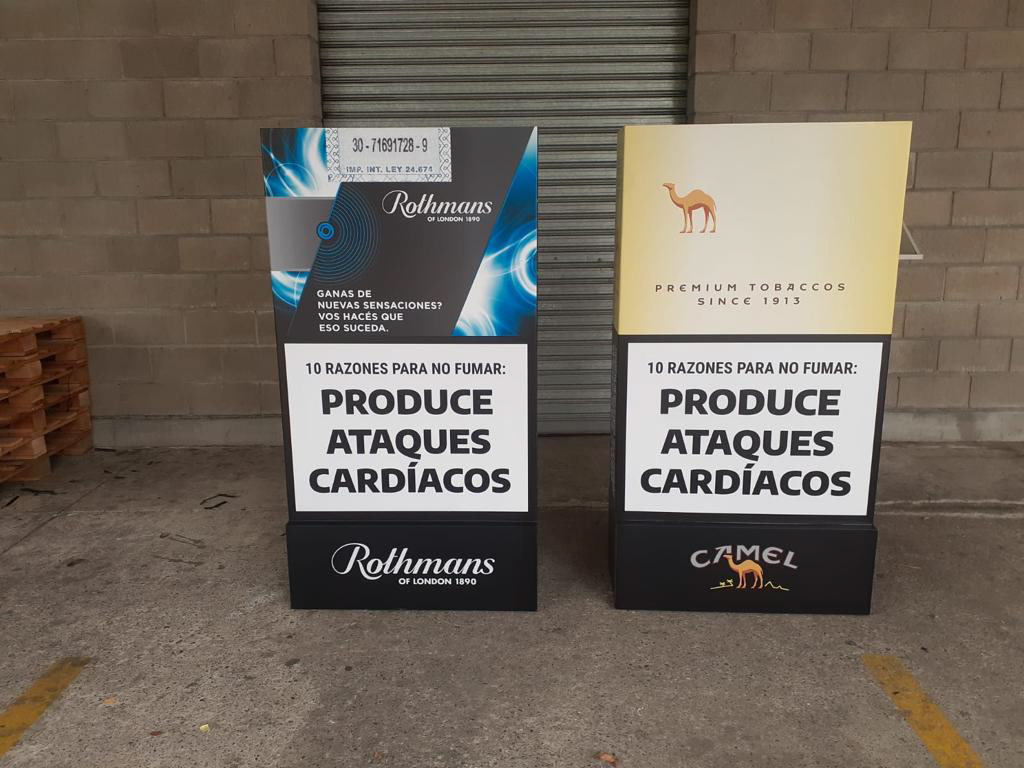 30 - 71691728 - 9
IMP. INT. LEY 24.674
Rothmans
OF LONDON 1890
GANAS DE
NUEVAS SENSACIONES?
VOS HACÉS QUE
ESO SUCEDA.
10 RAZONES PARA NO FUMAR:
PRODUCE
ATAQUES
CARDÍACOS
Rothmans
OF LONDON 1890
PREMIUM TOBACCOS
SINCE 1913
10 RAZONES PARA NO FUMAR:
PRODUCE
ATAQUES
CARDÍACOS
CAMEL